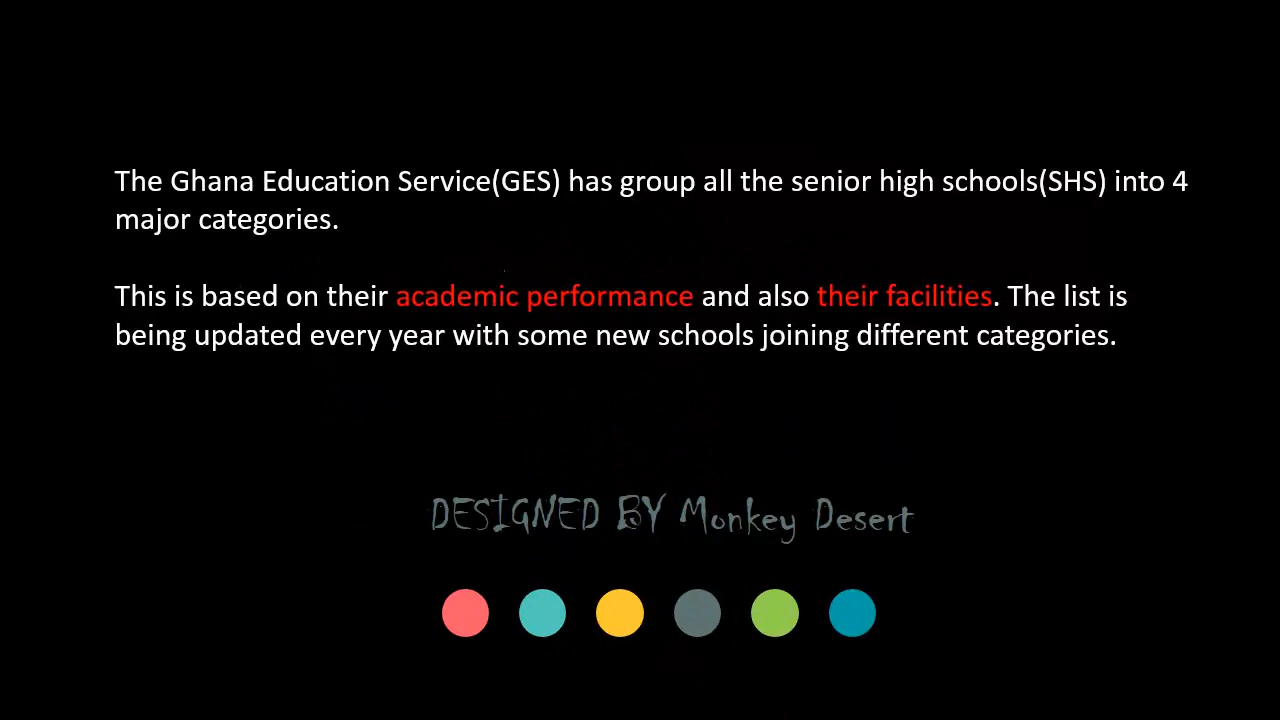 The Ghana Education Service(GES) has group all the senior high schools(SHS) into 4
major categories.
This is based on their academic performance and also their facilities. The list is
being updated every year with some new schools joining different categories.
DESIGNED BY Monkey Desert